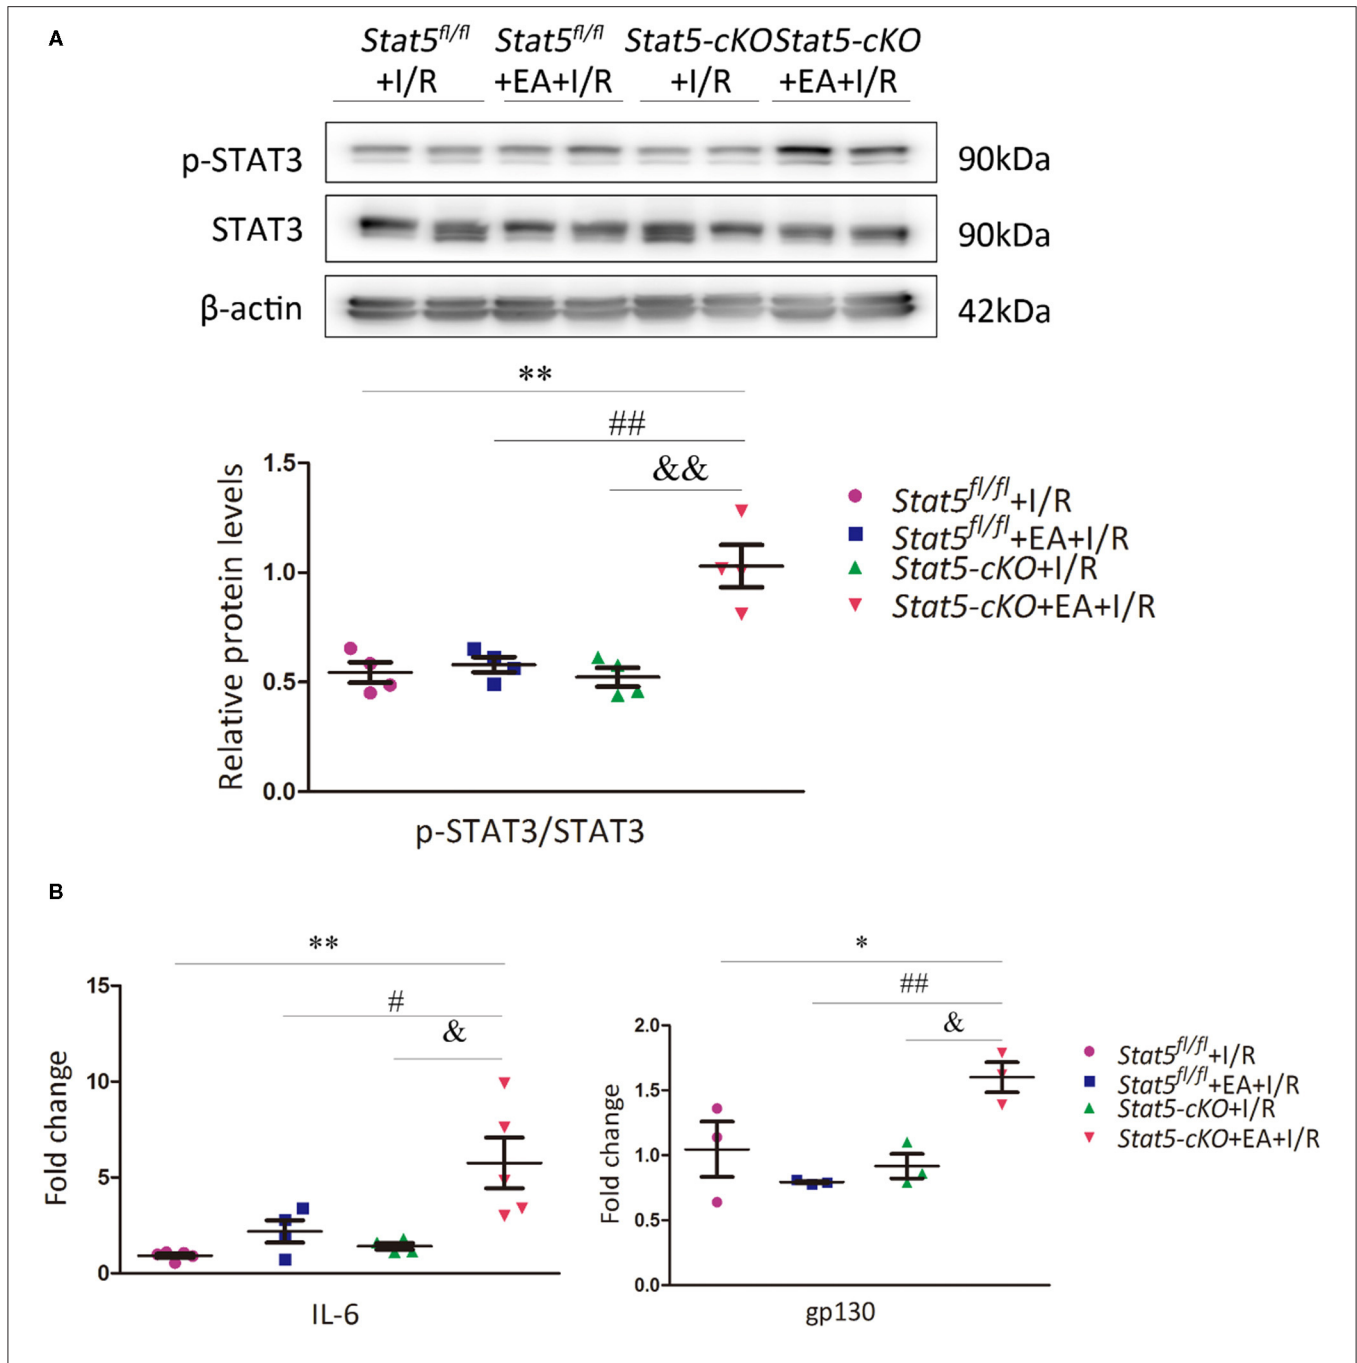 A
Stat5fl/fl Stat5fl/fl Stat5-cKO Stat5-cKO
+I/R +EA+I/R +I/R +EA+I/R
p-STAT3 90kDa
STAT3 90kDa
β-actin 42kDa
**
##
&&
1.5
1.0
0.5
0.0
Relative protein levels
p-STAT3/STAT3
Stat5fl/fl+I/R
Stat5fl/fl+EA+I/R
Stat5-cKO+I/R
Stat5-cKO+EA+I/R
B
**
#
&
15
10
5
0
Fold change
IL-6
*
##
&
2.0
1.5
1.0
0.5
0.0
Fold change
gp130
Stat5fl/fl+I/R
Stat5fl/fl+EA+I/R
Stat5-cKO+I/R
Stat5-cKO+EA+I/R